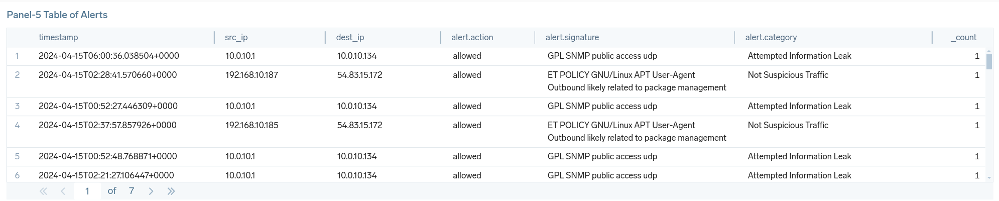 Panel-5 Table of Alerts
timestamp src_ip dest_ip alert.action alert.signature alert.category _count
1 2024-04-15T06:00:36.038504+0000 10.0.10.1 10.0.10.134 allowed GPL SNMP public access udp Attempted Information Leak 1
2 2024-04-15T02:28:41.570660+0000 192.168.10.187 54.83.15.172 allowed ET POLICY GNU/Linux APT User-Agent Not Suspicious Traffic 1
Outbound likely related to package management
3 2024-04-15T00:52:27.446309+0000 10.0.10.1 10.0.10.134 allowed GPL SNMP public access udp Attempted Information Leak 1
4 2024-04-15T02:37:57.857926+0000 192.168.10.185 54.83.15.172 allowed ET POLICY GNU/Linux APT User-Agent Not Suspicious Traffic 1
Outbound likely related to package management
5 2024-04-15T00:52:48.768871+0000 10.0.10.1 10.0.10.134 allowed GPL SNMP public access udp Attempted Information Leak 1
6 2024-04-15T02:21:27.106447+0000 10.0.10.1 10.0.10.134 allowed GPL SNMP public access udp Attempted Information Leak 1
1 of 7